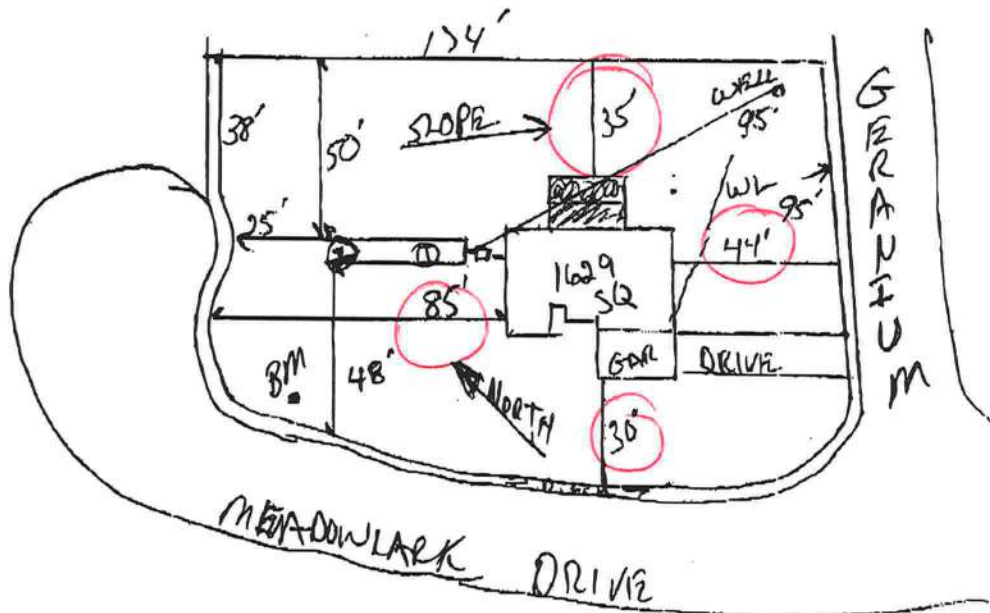 174'
38'
50'
SLOPE
35'
WELL
95'
GERANIUM
WL
95'
25'
44'
1629
SQ
85'
48'
BM
NORTH
GAR
DRIVE
30'
MEADOWLARK DRIVE